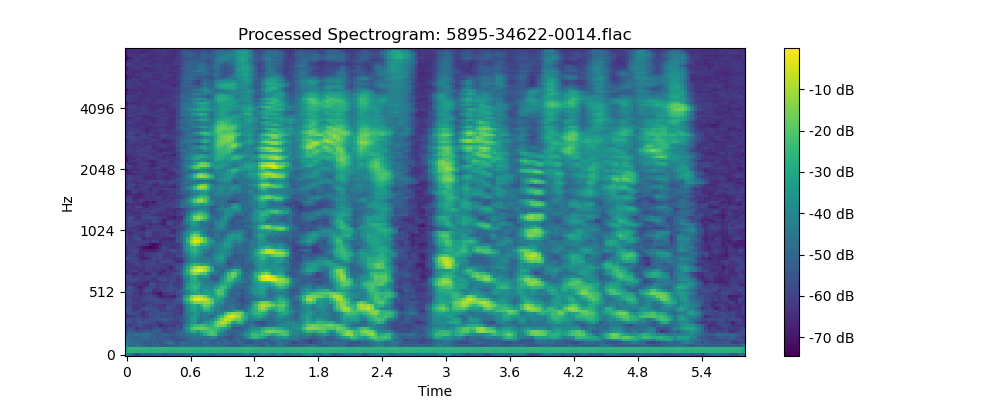 Processed Spectrogram: 5895-34622-0014.flac
4096
2048
1024
512
0
Hz
0 0.6 1.2 1.8 2.4 3 3.6 4.2 4.8 5.4
Time
-10 dB
-20 dB
-30 dB
-40 dB
-50 dB
-60 dB
-70 dB